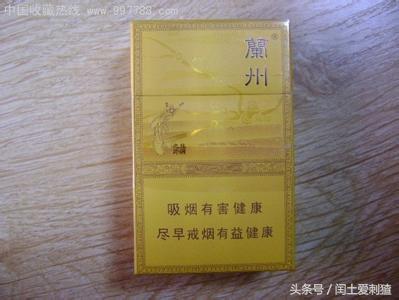 中国收藏热线 www.997788.com
蘭州®
吸烟有害健康
尽早戒烟有益健康
头条号 / 闰土爱刺猹